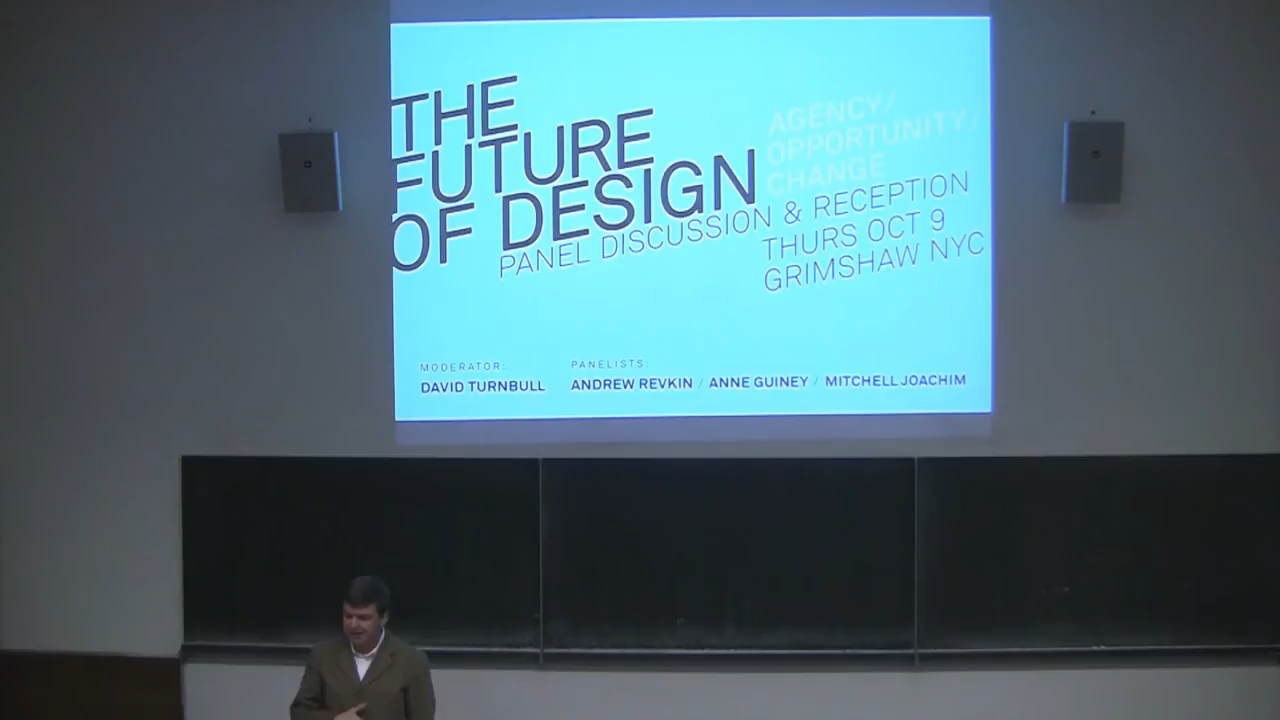 THE
FUTURE
OF DESIGN
AGENCY/
OPPORTUNITY/
CHANGE
PANEL DISCUSSION & RECEPTION
THURS OCT 9
GRIMSHAW NYC
MODERATOR:
DAVID TURNBULL
PANELISTS:
ANDREW REVKIN / ANNE GUINEY / MITCHELL JOACHIM